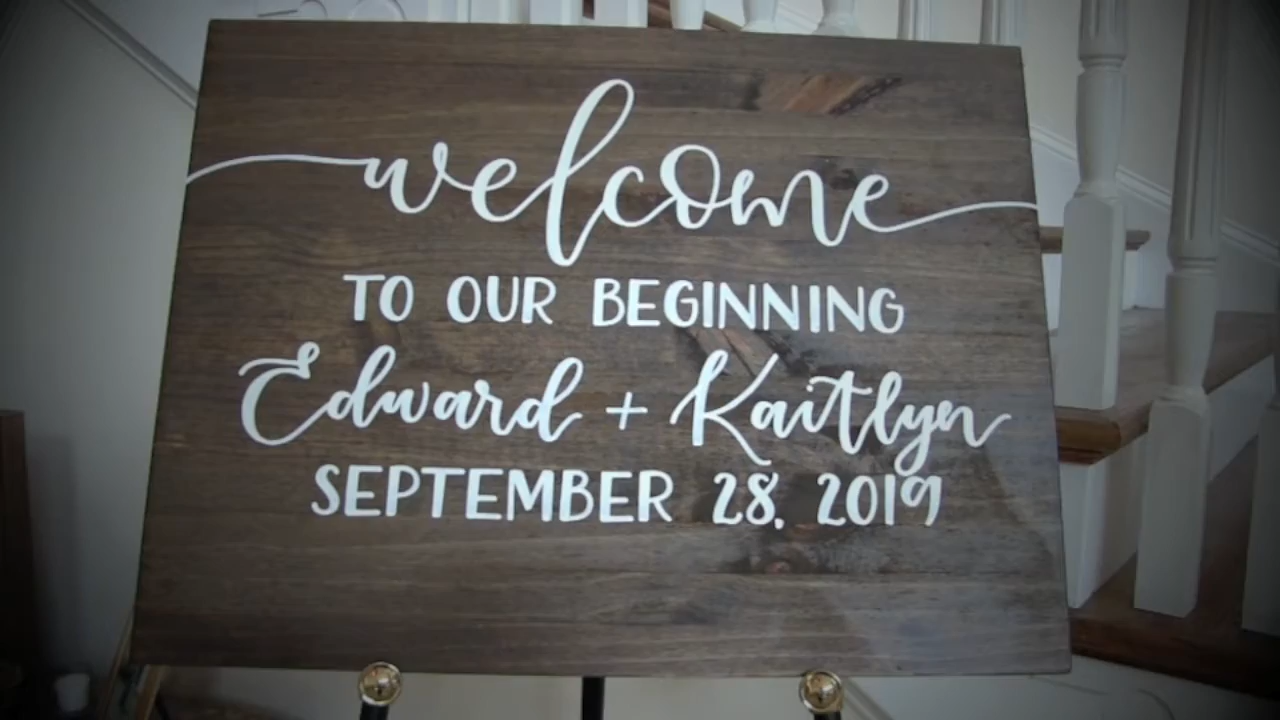 welcome
TO OUR BEGINNING
Edward + Kaitlyn
SEPTEMBER 28, 2019